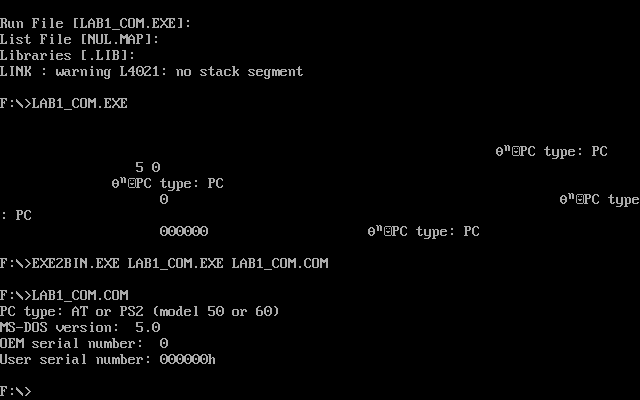 Run File [LAB1_COM.EXE]:
List File [NUL.MAP]:
Libraries [.LIB]:
LINK : warning L4021: no stack segment
F:\>LAB1_COM.EXE
θⁿ☺PC type: PC
5 0
θⁿ☺PC type: PC
0 θⁿ☺PC type
: PC
000000 θⁿ☺PC type: PC
F:\>EXE2BIN.EXE LAB1_COM.EXE LAB1_COM.COM
F:\>LAB1_COM.COM
PC type: AT or PS2 (model 50 or 60)
MS-DOS version:  5.0
OEM serial number:  0
User serial number: 000000h
F:\>